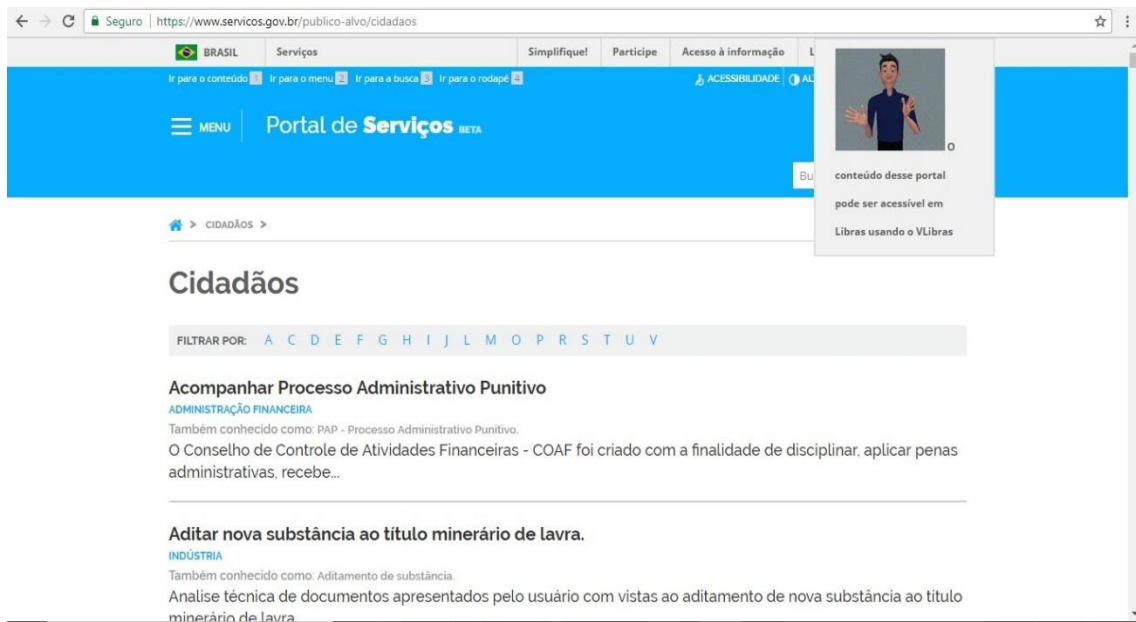 Seguro | https://www.servicos.gov.br/publico-alvo/cidadaos
BRASIL Serviços Simplifique! Participe Acesso à informação
Ir para o conteúdo 1 Ir para o menu 2 Ir para a busca 3 Ir para o rodapé 4 ACESSIBILIDADE
MENU Portal de Serviços BETA
O
conteúdo desse portal
pode ser acessível em
Libras usando o VLibras
> CIDADÃOS >
Cidadãos
FILTRAR POR: A C D E F G H I J L M O P R S T U V
Acompanhar Processo Administrativo Punitivo
ADMINISTRAÇÃO FINANCEIRA
Também conhecido como: PAP - Processo Administrativo Punitivo.
O Conselho de Controle de Atividades Financeiras - COAF foi criado com a finalidade de disciplinar, aplicar penas
administrativas, recebe...
Aditar nova substância ao título minerário de lavra.
INDÚSTRIA
Também conhecido como: Aditamento de substância.
Analise técnica de documentos apresentados pelo usuário com vistas ao aditamento de nova substância ao título
minerário de lavra